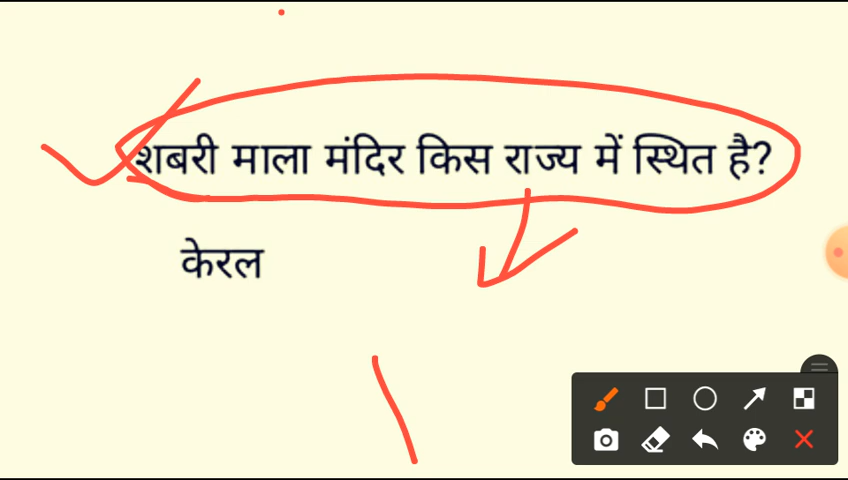 शबरी माला मंदिर किस राज्य में स्थित है?
केरल